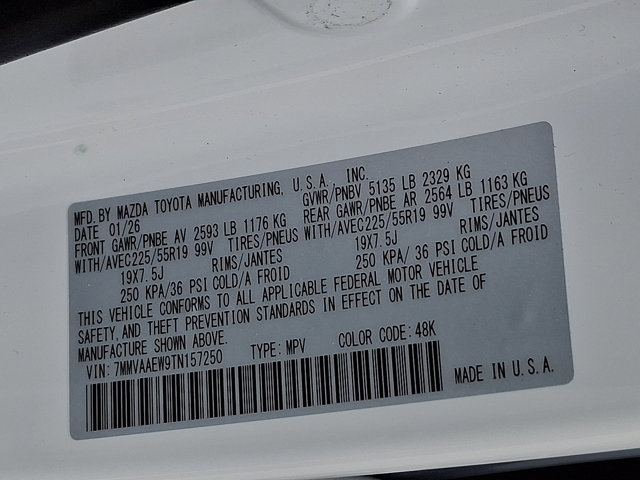 MFD. BY MAZDA TOYOTA MANUFACTURING, U.S.A. INC.
DATE 01/26 GVWR/PNBV 5135 LB 2329 KG
FRONT GAWR/PNBE AV 2593 LB 1176 KG REAR GAWR/PNBE AR 2564 LB 1163 KG
WITH/AVEC225/55R19 99V TIRES/PNEUS WITH/AVEC225/55R19 99V TIRES/PNEUS
19X7.5J RIMS/JANTES 19X7.5J RIMS/JANTES
250 KPA/ 36 PSI COLD/A FROID 250 KPA/ 36 PSI COLD/A FROID
THIS VEHICLE CONFORMS TO ALL APPLICABLE FEDERAL MOTOR VEHICLE
SAFETY, AND THEFT PREVENTION STANDARDS IN EFFECT ON THE DATE OF
MANUFACTURE SHOWN ABOVE.
VIN: 7MMVAAEW9TN157250 TYPE: MPV COLOR CODE: 48K
MADE IN U.S.A.